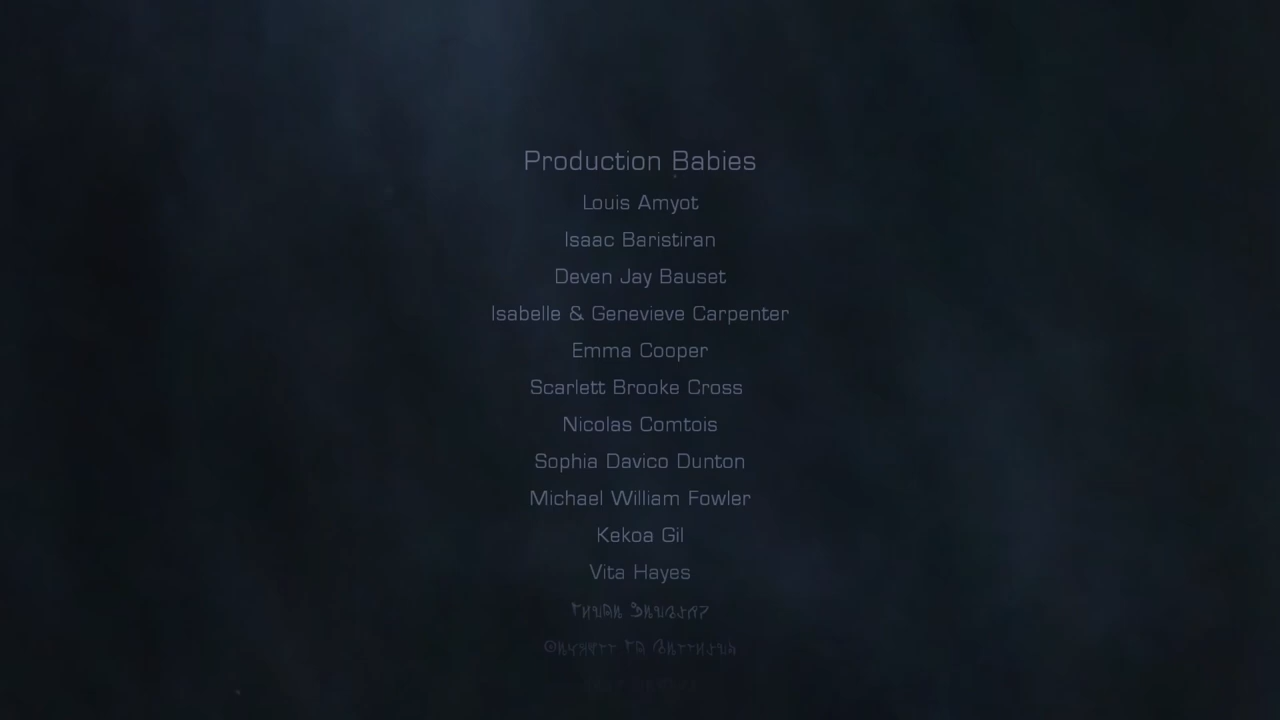 Production Babies
Louis Amyot
Isaac Baristiran
Deven Jay Bauset
Isabelle & Genevieve Carpenter
Emma Cooper
Scarlett Brooke Cross
Nicolas Comtois
Sophia Davico Dunton
Michael William Fowler
Kekoa Gil
Vita Hayes